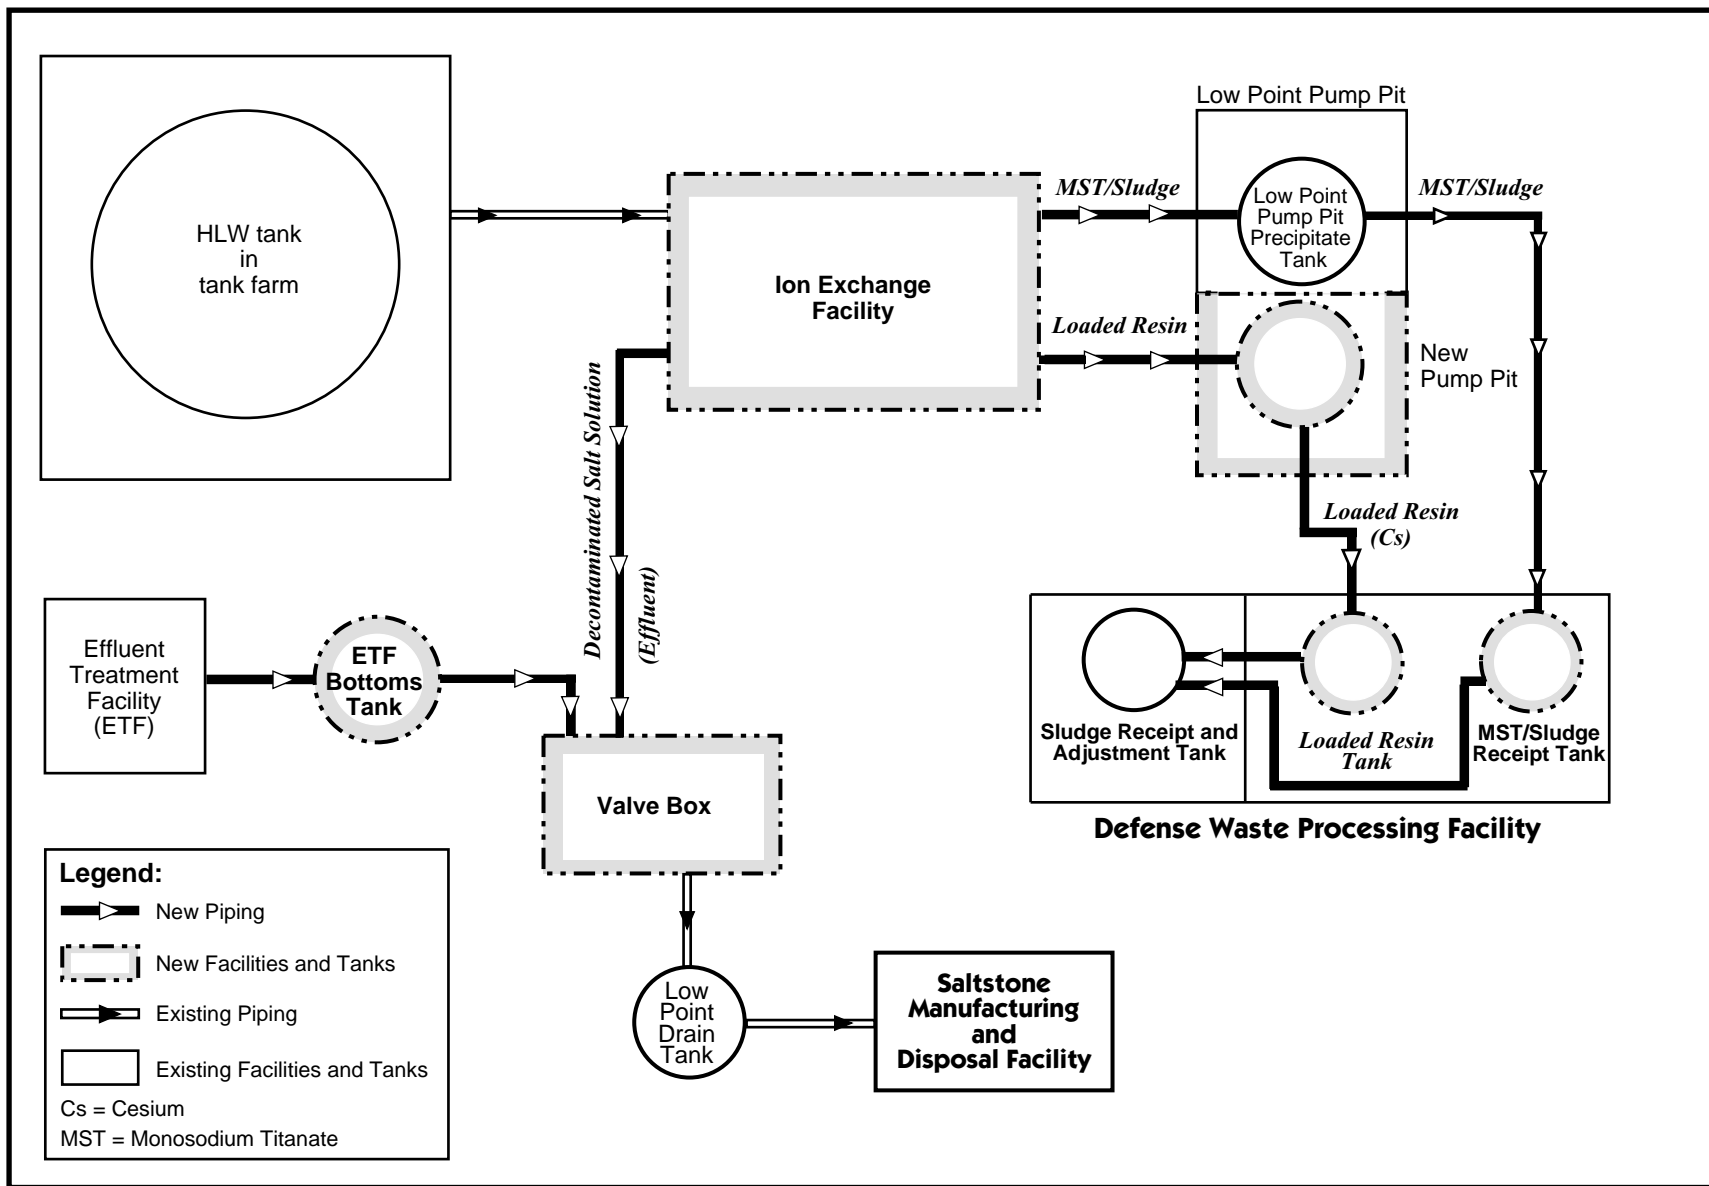 Low Point Pump Pit
MST/Sludge
MST/Sludge
Low Point
Pump Pit
Precipitate
Tank
HLW tank
in
tank farm
Ion Exchange
Facility
Loaded Resin
New
Pump Pit
Decontaminated Salt Solution
(Effluent)
Loaded Resin
(Cs)
Effluent
Treatment
Facility
(ETF)
ETF
Bottoms
Tank
Sludge Receipt and
Adjustment Tank
Loaded Resin
Tank
MST/Sludge
Receipt Tank
Defense Waste Processing Facility
Valve Box
Low
Point
Drain
Tank
Saltstone
Manufacturing
and
Disposal Facility
Legend:
New Piping
New Facilities and Tanks
Existing Piping
Existing Facilities and Tanks
Cs = Cesium
MST = Monosodium Titanate